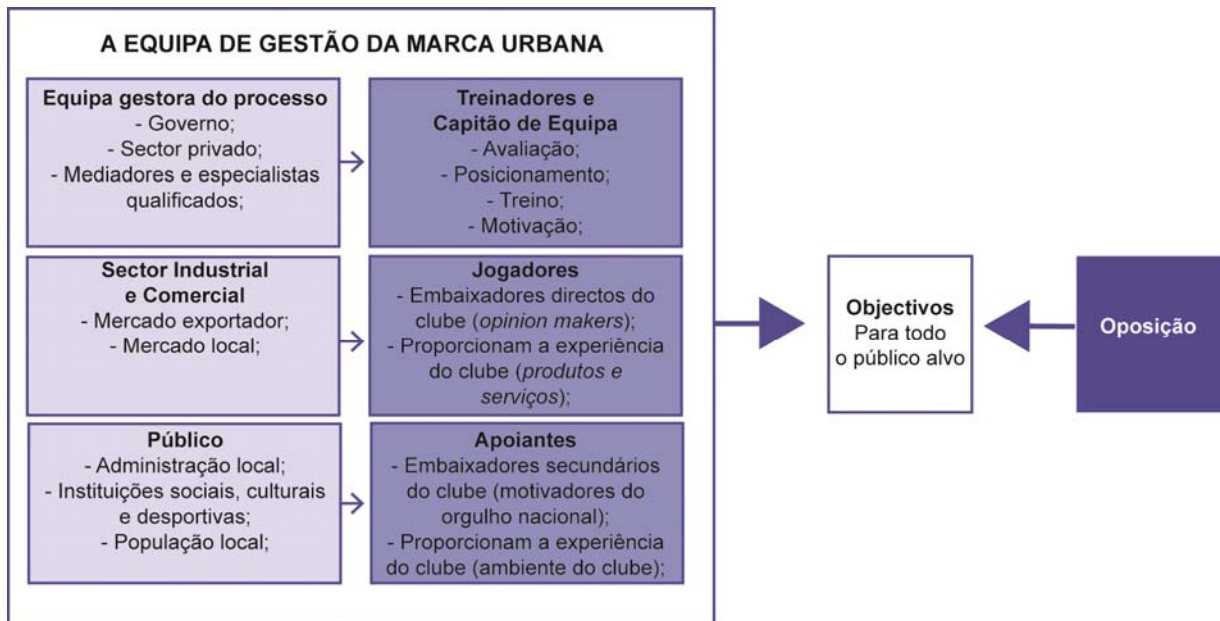 A EQUIPA DE GESTÃO DA MARCA URBANA
Equipa gestora do processo
- Governo;
- Sector privado;
- Mediadores e especialistas
qualificados;
Treinadores e
Capitão de Equipa
- Avaliação;
- Posicionamento;
- Treino;
- Motivação;
Sector Industrial
e Comercial
- Mercado exportador;
- Mercado local;
Jogadores
- Embaixadores directos do
clube (opinion makers);
- Proporcionam a experiência
do clube (produtos e
serviços);
Público
- Administração local;
- Instituições sociais, culturais
e desportivas;
- População local;
Apoiantes
- Embaixadores secundários
do clube (motivadores do
orgulho nacional);
- Proporcionam a experiência
do clube (ambiente do clube);
Objectivos
Para todo
o público alvo
Oposição